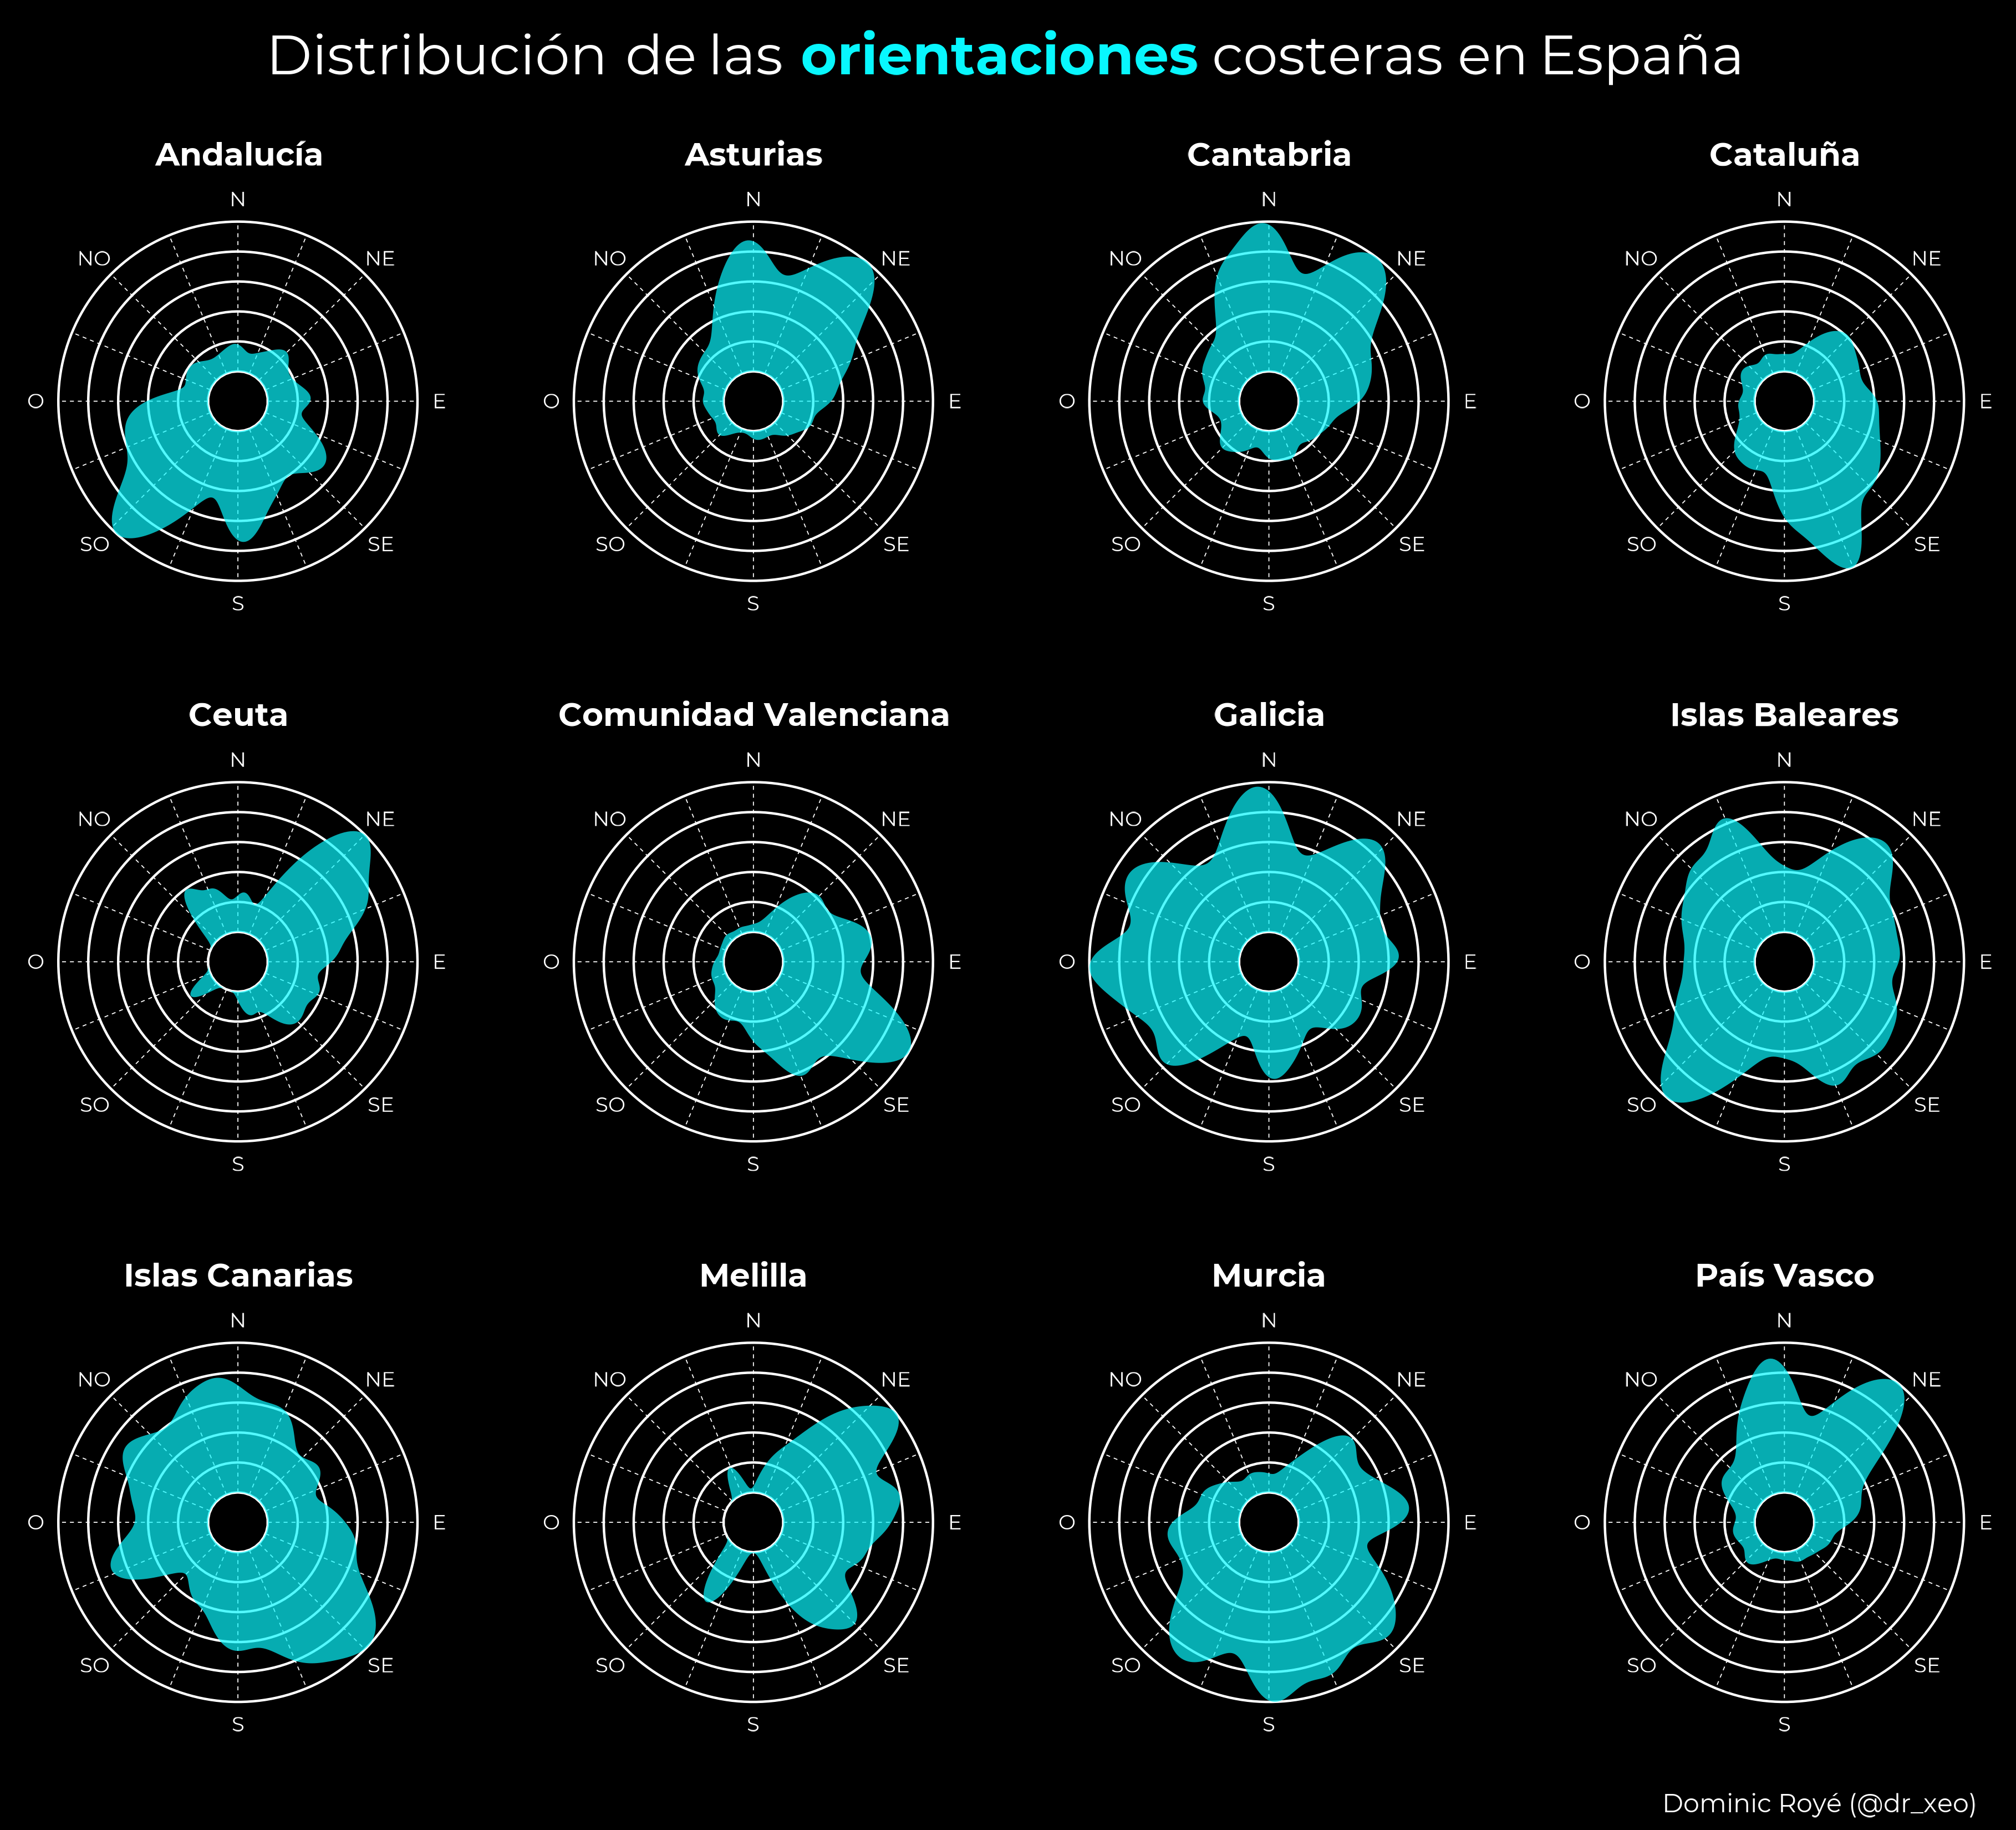 Distribución de las orientaciones costeras en España
Andalucía
N
NO
NE
O
E
SO
SE
S
Asturias
N
NO
NE
O
E
SO
SE
S
Cantabria
N
NO
NE
O
E
SO
SE
S
Cataluña
N
NO
NE
O
E
SO
SE
S
Ceuta
N
NO
NE
O
E
SO
SE
S
Comunidad Valenciana
N
NO
NE
O
E
SO
SE
S
Galicia
N
NO
NE
O
E
SO
SE
S
Islas Baleares
N
NO
NE
O
E
SO
SE
S
Islas Canarias
N
NO
NE
O
E
SO
SE
S
Melilla
N
NO
NE
O
E
SO
SE
S
Murcia
N
NO
NE
O
E
SO
SE
S
País Vasco
N
NO
NE
O
E
SO
SE
S
Dominic Royé (@dr_xeo)